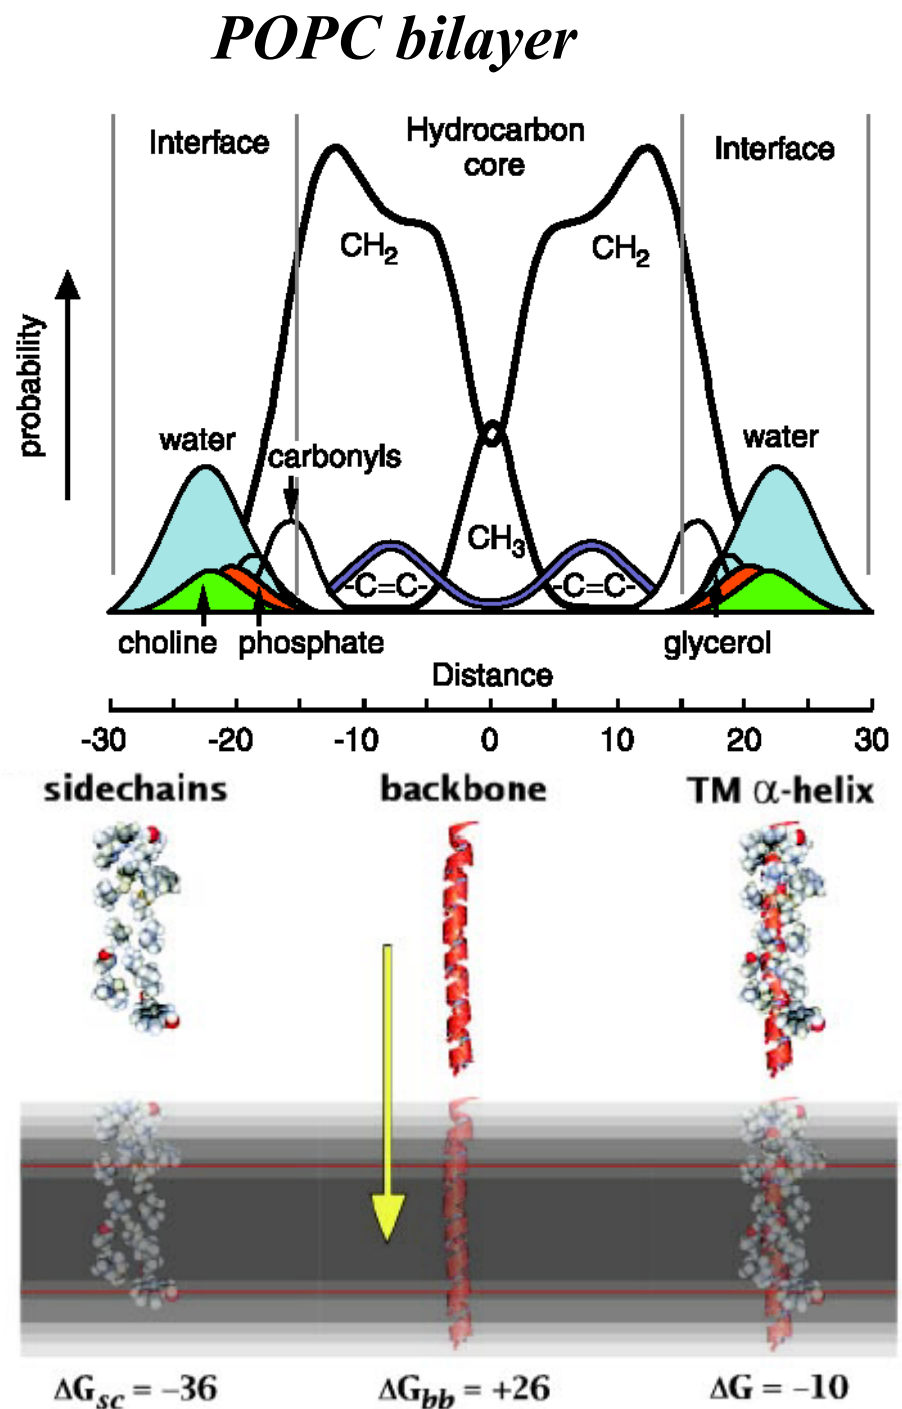 POPC bilayer
Interface
Hydrocarbon
core
Interface
CH2
CH2
probability
water
carbonyls
water
CH3
-C=C-
-C=C-
choline
phosphate
glycerol
Distance
-30 -20 -10 0 10 20 30
sidechains backbone TM α-helix
ΔGsc = –36 ΔGbb = +26 ΔG = –10